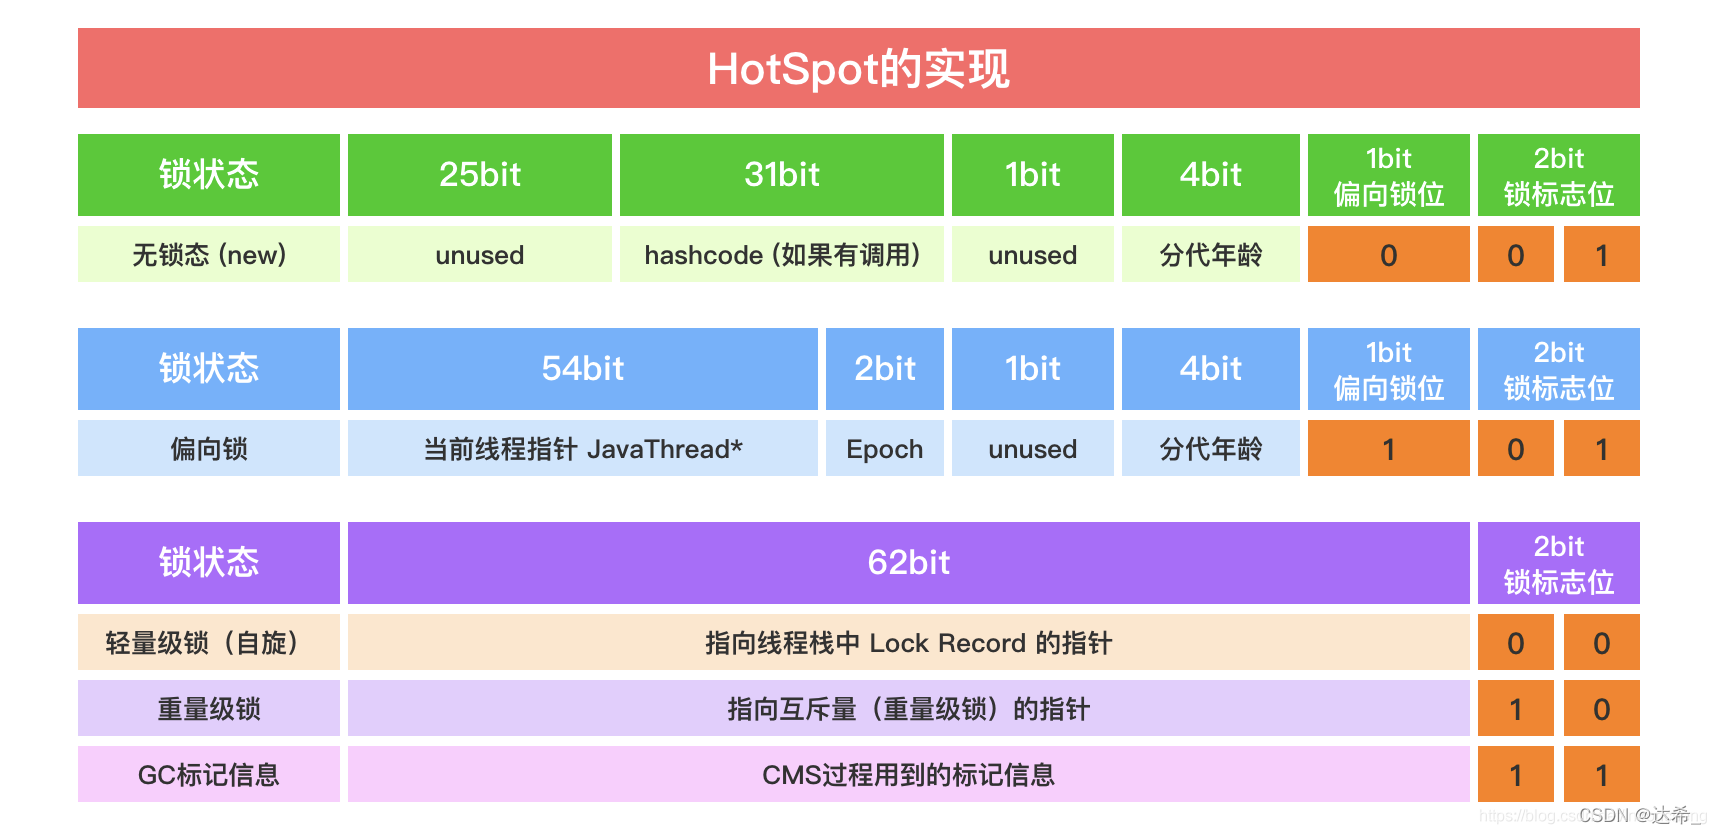 HotSpot的实现
锁状态 25bit 31bit 1bit 4bit 1bit 偏向锁位 2bit 锁标志位
无锁态 (new) unused hashcode (如果有调用) unused 分代年龄 0 0 1
锁状态 54bit 2bit 1bit 4bit 1bit 偏向锁位 2bit 锁标志位
偏向锁 当前线程指针 JavaThread* Epoch unused 分代年龄 1 0 1
锁状态 62bit 2bit 锁标志位
轻量级锁（自旋） 指向线程栈中 Lock Record 的指针 0 0
重量级锁 指向互斥量（重量级锁）的指针 1 0
GC标记信息 CMS过程用到的标记信息 1 1
CSDN @达希_